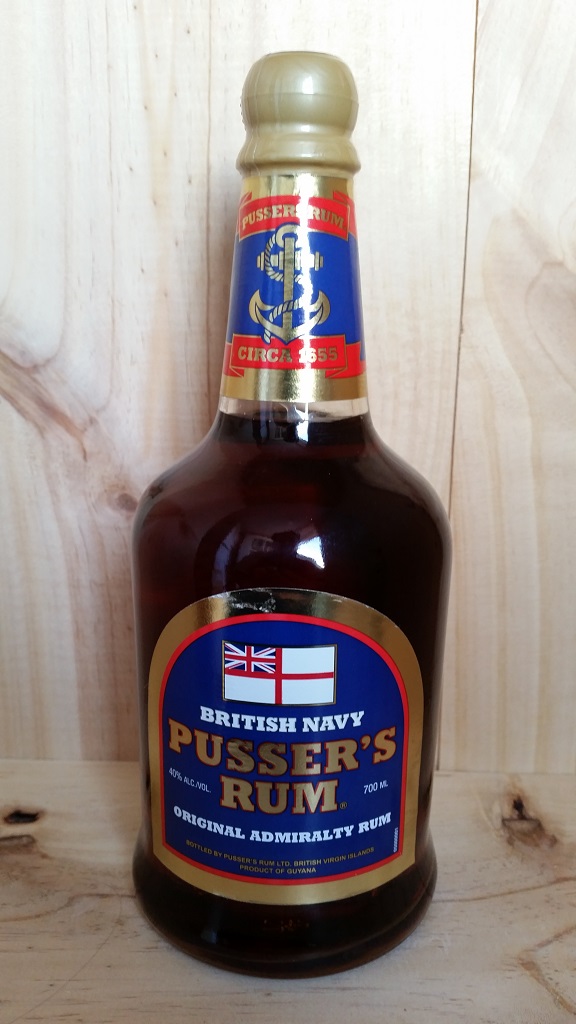 PUSSER'S RUM
CIRCA 1655
BRITISH NAVY
PUSSER'S
RUM®
40% ALC./VOL.
700 ML
ORIGINAL ADMIRALTY RUM
BOTTLED BY PUSSER'S RUM LTD. BRITISH VIRGIN ISLANDS
PRODUCT OF GUYANA